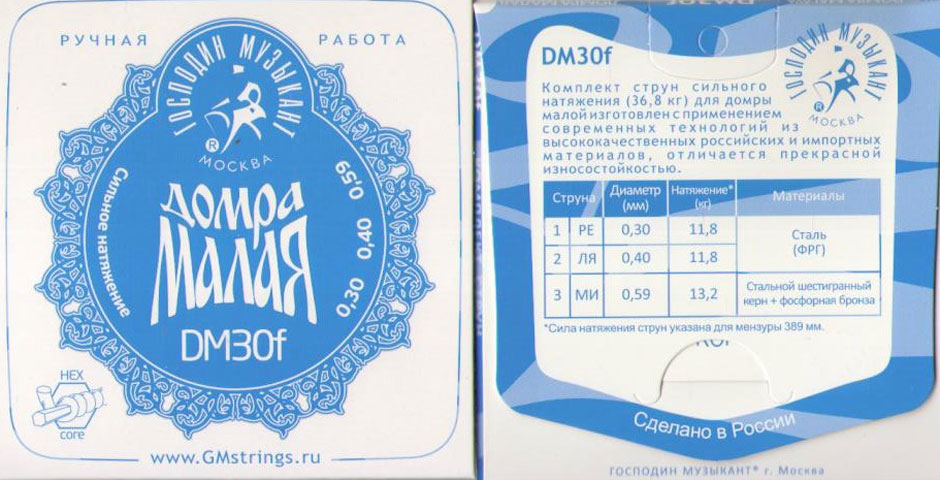 РУЧНАЯ РАБОТА
ГОСПОДИН МУЗЫКАНТ
®
МОСКВА
Сильное натяжение
0,30 0,40 0,59
домра
малая
DM30f
HEX
core
www.GMstrings.ru
DM30f
ГОСПОДИН МУЗЫКАНТ
®
МОСКВА
Комплект струн сильного
натяжения (36,8 кг) для домры
малой изготовлен с применением
современных технологий из
высококачественных российских и импортных
материалов, отличается прекрасной
износостойкостью.
Струна Диаметр (мм) Натяжение* (кг) Материалы
1 РЕ 0,30 11,8 Сталь (ФРГ)
2 ЛЯ 0,40 11,8
3 МИ 0,59 13,2 Стальной шестигранный керн + фосфорная бронза
*Сила натяжения струн указана для мензуры 389 мм.
Сделано в России
ГОСПОДИН МУЗЫКАНТ® г. Москва